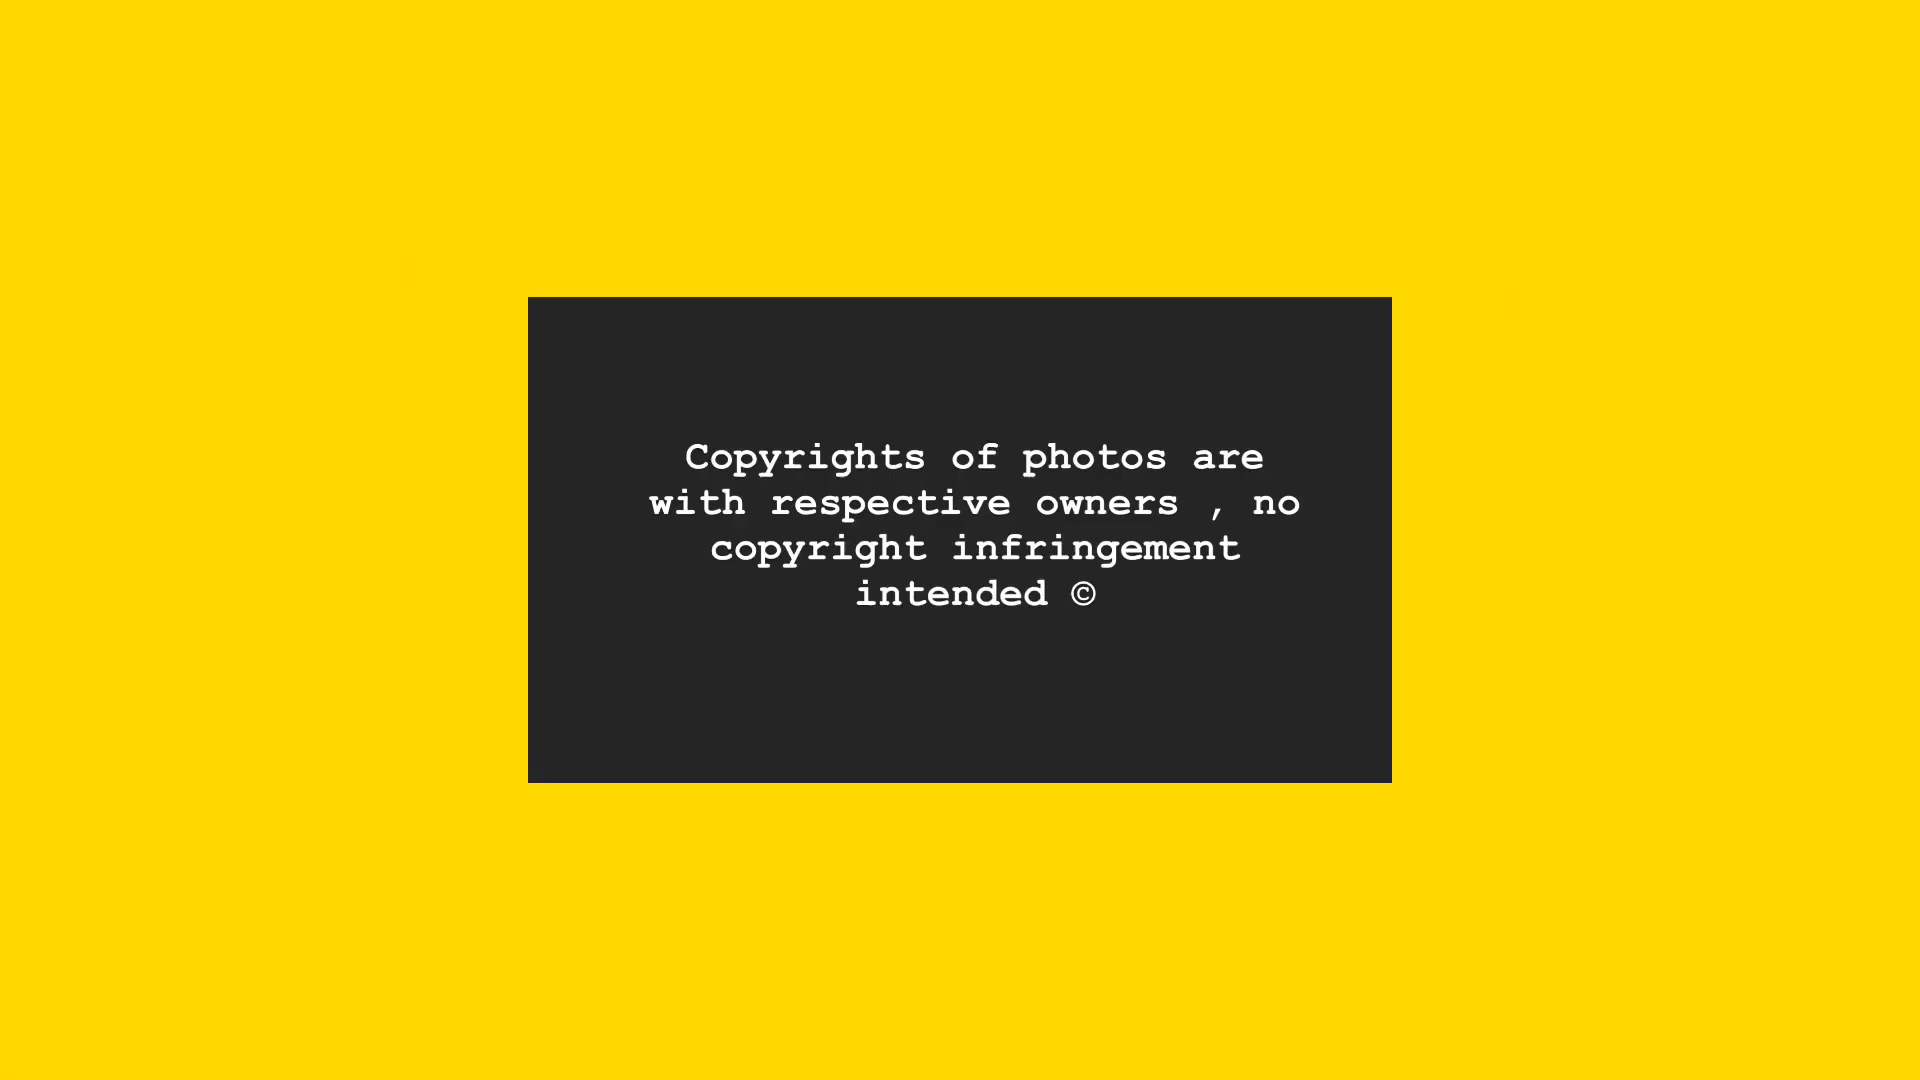 Copyrights of photos are
with respective owners , no
copyright infringement
intended ©